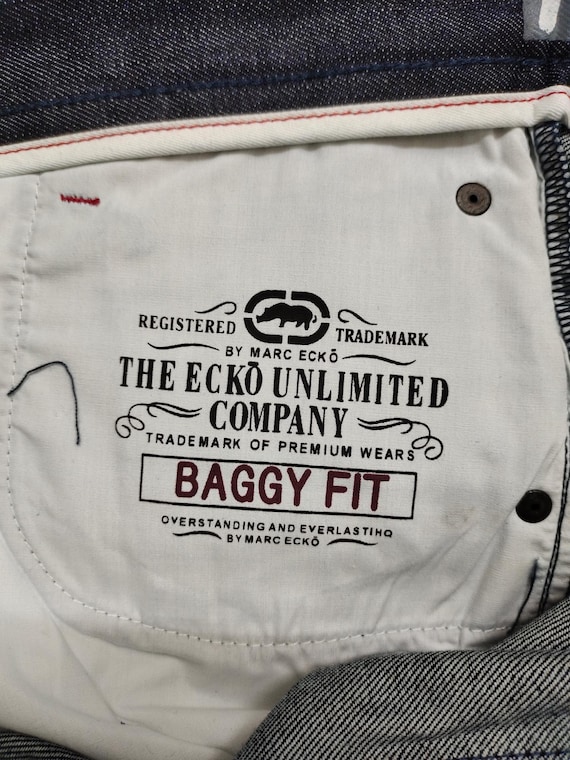 REGISTERED TRADEMARK
BY MARC ECKŌ
THE ECKŌ UNLIMITED
COMPANY
TRADEMARK OF PREMIUM WEARS
BAGGY FIT
OVERSTANDING AND EVERLASTIHG
BY MARC ECKŌ